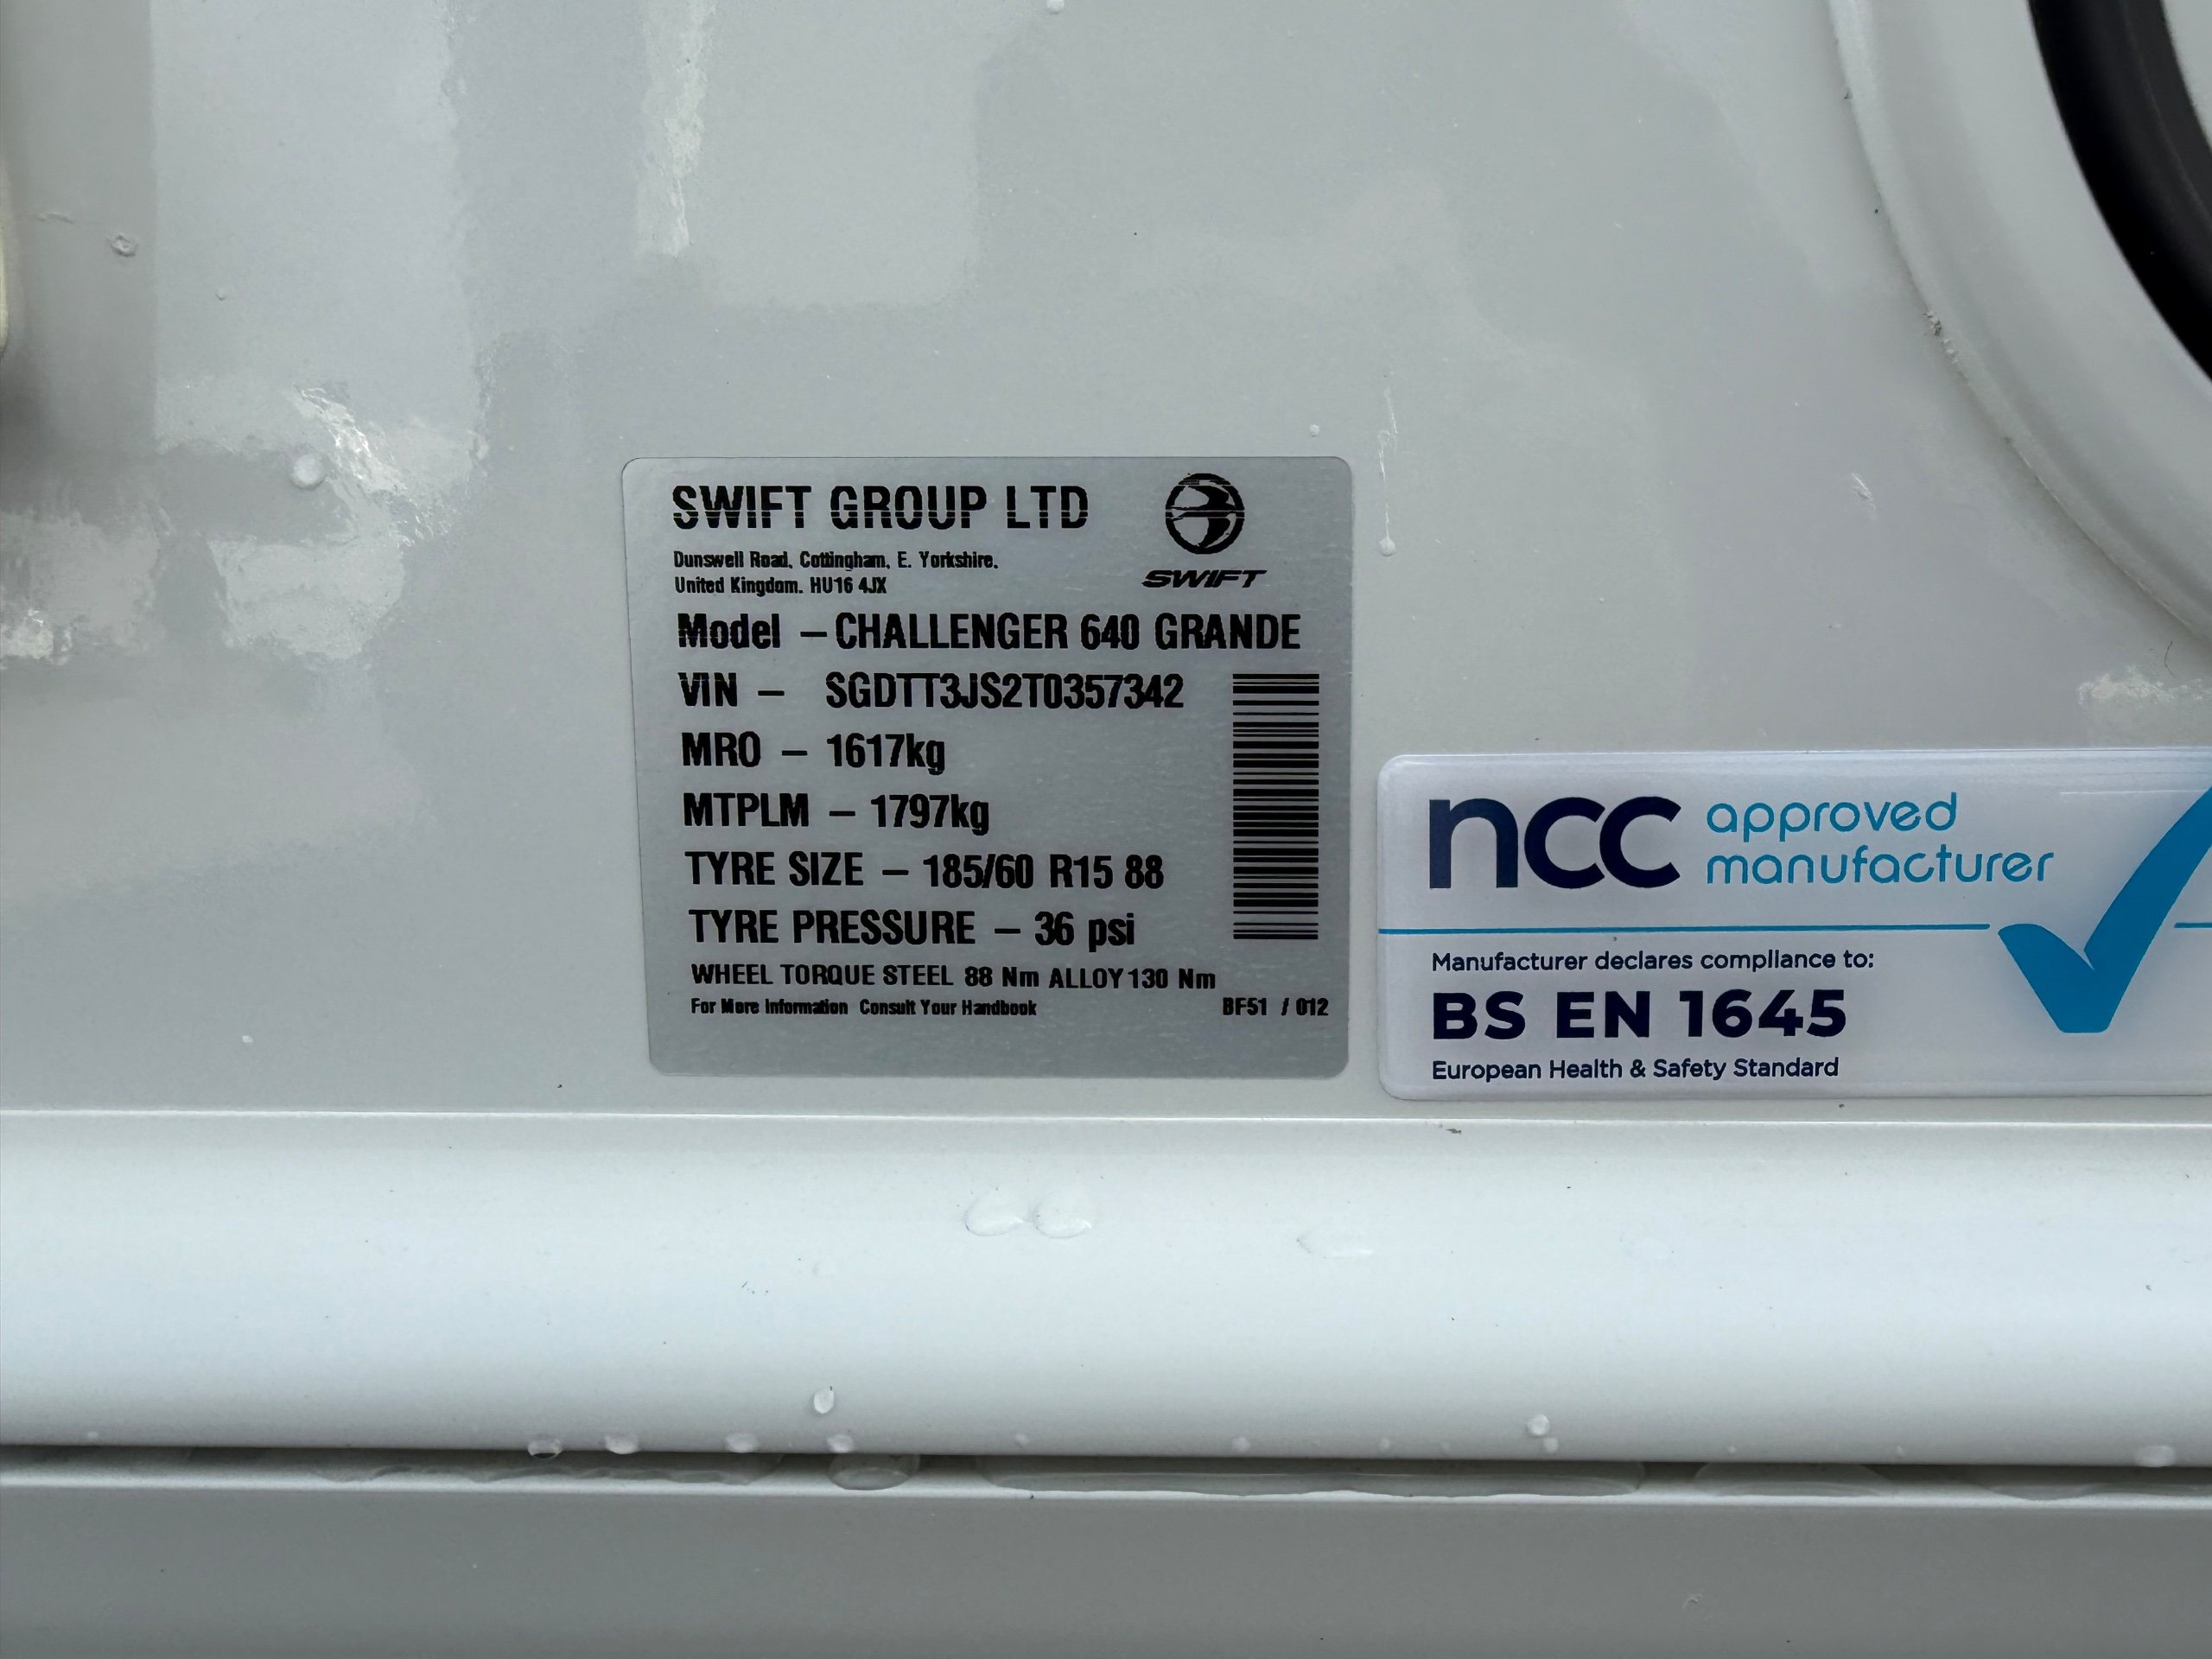 SWIFT GROUP LTD
SWIFT
Dunswell Road, Cottingham, E. Yorkshire.
United Kingdom. HU16 4JX
Model – CHALLENGER 640 GRANDE
VIN – SGDTT3JS2T0357342
MRO – 1617kg
MTPLM – 1797kg
TYRE SIZE – 185/60 R15 88
TYRE PRESSURE – 36 psi
WHEEL TORQUE STEEL 88 Nm ALLOY 130 Nm
For More Information Consult Your Handbook BF51 / 012
ncc approved
manufacturer
Manufacturer declares compliance to:
BS EN 1645
European Health & Safety Standard